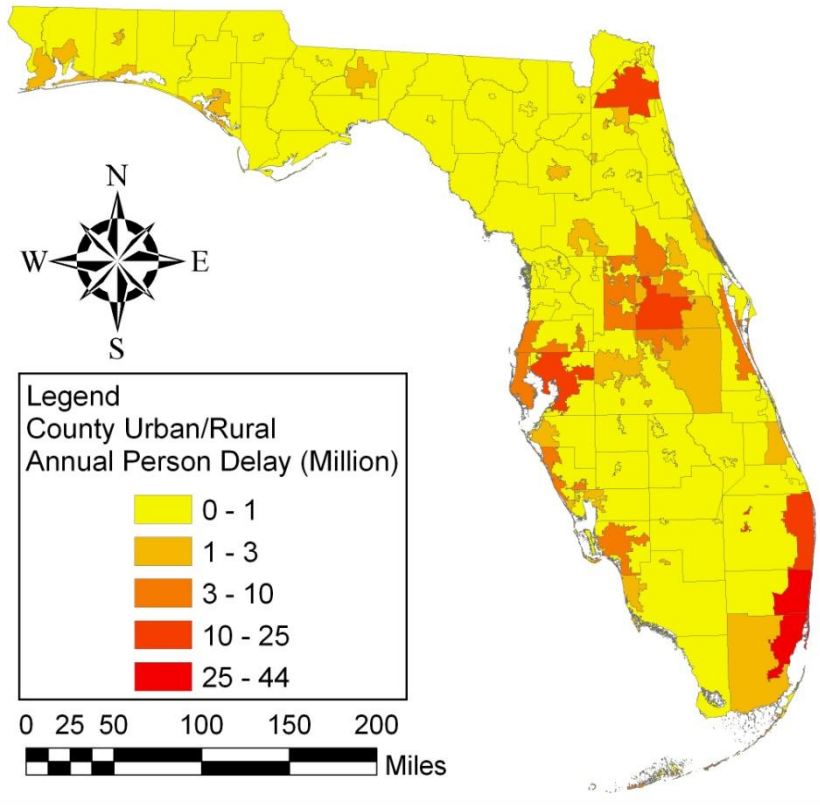 N
W E
S
Legend
County Urban/Rural
Annual Person Delay (Million)
0 - 1
1 - 3
3 - 10
10 - 25
25 - 44
0 25 50 100 150 200
Miles